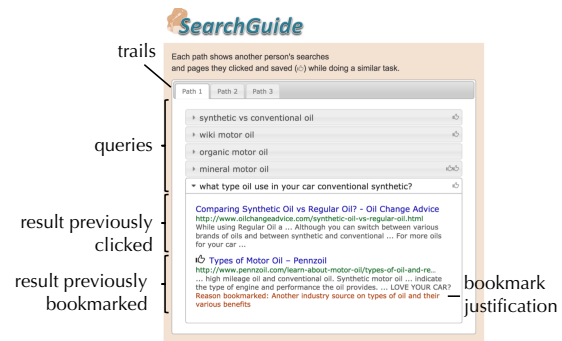 SearchGuide
trails
Each path shows another person's searches
and pages they clicked and saved () while doing a similar task.
Path 1 Path 2 Path 3
queries
synthetic vs conventional oil
wiki motor oil
organic motor oil
mineral motor oil
what type oil use in your car conventional synthetic?
result previously
clicked
Comparing Synthetic Oil vs Regular Oil? - Oil Change Advice
http://www.oilchangeadvice.com/synthetic-oil-vs-regular-oil.html
While using Regular Oil a ... Although you can switch between various
brands of oils and between synthetic and conventional ... For more oils
for your car ...
result previously
bookmarked
Types of Motor Oil – Pennzoil
http://www.pennzoil.com/learn-about-motor-oil/types-of-oil-and-re...
... high mileage oil and conventional oil. Synthetic motor oil ... indicate
the type of engine and performance the oil provides. ... LOVE YOUR CAR?
Reason bookmarked: Another industry source on types of oil and their
various benefits
bookmark
justification